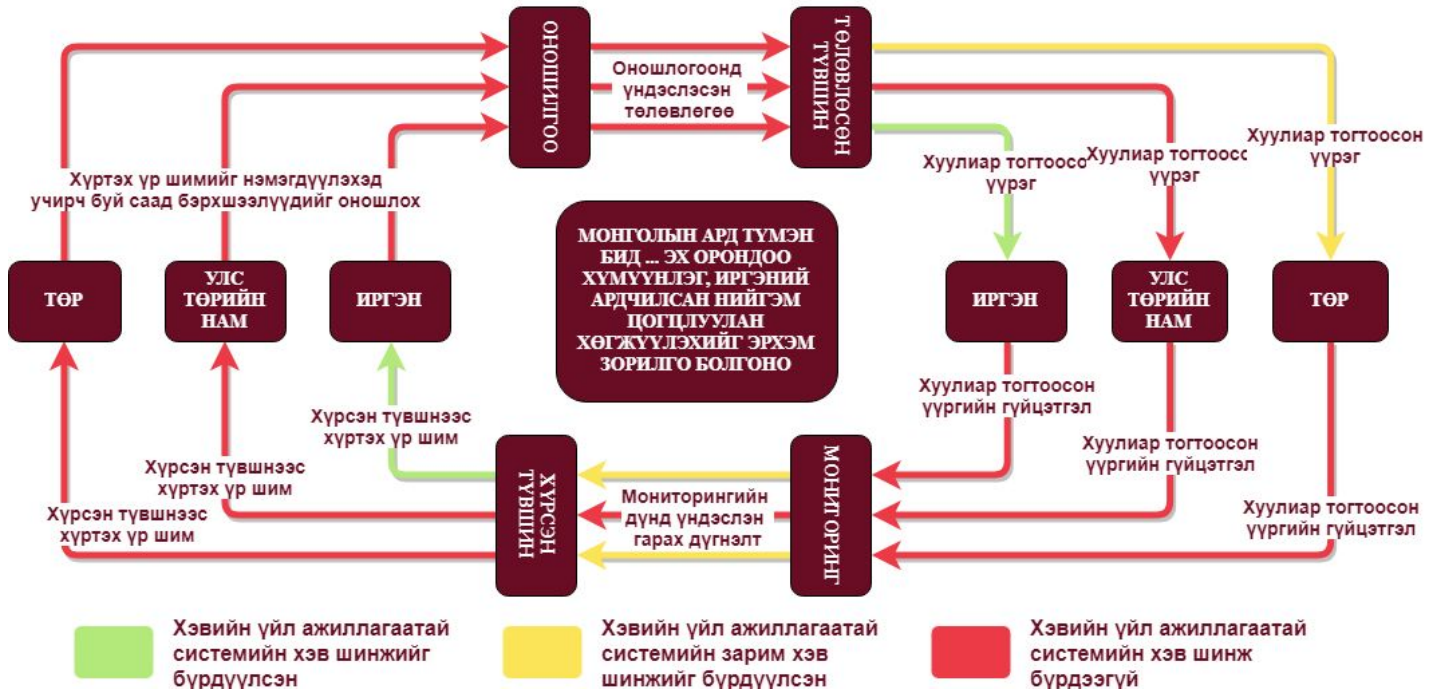 ОНОШИЛГОО
ТӨЛӨВЛӨСӨН
ТҮВШИН
Оношлогоонд
үндэслэсэн
төлөвлөгөө
Хуулиар тогтоосо
үүрэг
Хуулиар тогтоосо
үүрэг
Хуулиар тогтоосон
үүрэг
Хүртэх үр шимийг нэмэгдүүлэхэд
учирч буй саад бэрхшээлүүдийг оношлох
ТӨР
УЛС
ТӨРИЙН
НАМ
ИРГЭН
МОНГОЛЫН АРД ТҮМЭН
БИД ... ЭХ ОРОНДОО
ХҮМҮҮНЛЭГ, ИРГЭНИЙ
АРДЧИЛСАН НИЙГЭМ
ЦОГЦЛУУЛАН
ХӨГЖҮҮЛЭХИЙГ ЭРХЭМ
ЗОРИЛГО БОЛГОНО
ИРГЭН
УЛС
ТӨРИЙН
НАМ
ТӨР
Хүрсэн түвшнээс
хүртэх үр шим
Хүрсэн түвшнээс
хүртэх үр шим
Хүрсэн түвшнээс
хүртэх үр шим
ХҮРСЭН
ТҮВШИН
Мониторингийн
дүнд үндэслэн
гарах дүгнэлт
МОНИТОРИНГ
Хуулиар тогтоосон
үүргийн гүйцэтгэл
Хуулиар тогтоосон
үүргийн гүйцэтгэл
Хуулиар тогтоосон
үүргийн гүйцэтгэл
Хэвийн үйл ажиллагаатай
системийн хэв шинжийг
бүрдүүлсэн
Хэвийн үйл ажиллагаатай
системийн зарим хэв
шинжийг бүрдүүлсэн
Хэвийн үйл ажиллагаатай
системийн хэв шинж
бүрдээгүй